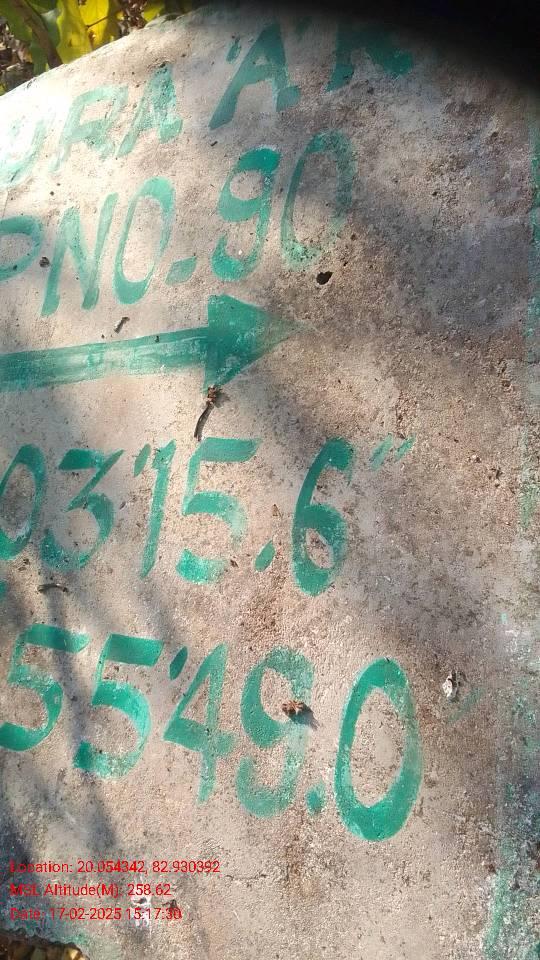 URA 'A' R
PNO-90
03'15.6"
55'49.0
Location: 20.054342, 82.930392
MSL Altitude(M): 258.62
Date: 17-02-2025 15:17:30